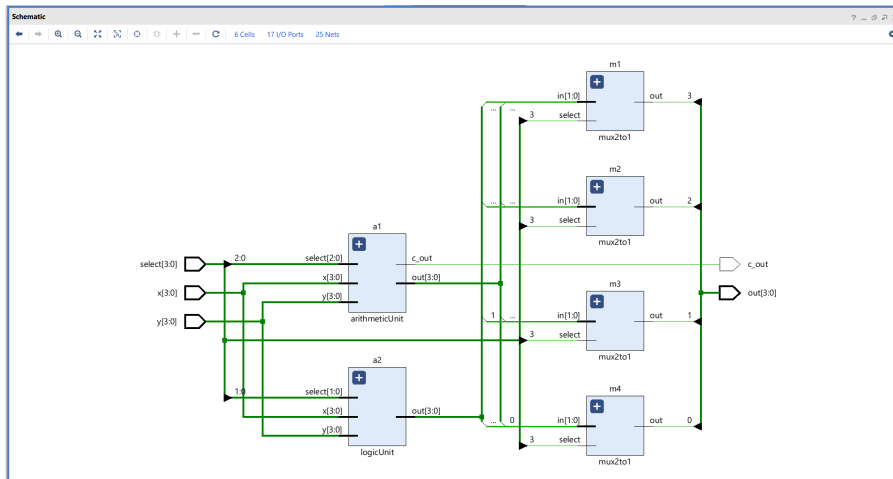 Schematic
? _
6 Cells 17 I/O Ports 25 Nets
m1
in[1:0] out 3
... ...
3 select
mux2to1
m2
in[1:0] out 2
... ...
3 select
mux2to1
a1
select[3:0] 2:0 select[2:0] c_out c_out
x[3:0] x[3:0] out[3:0]
y[3:0] y[3:0]
arithmeticUnit
m3
out[3:0]
1 ... in[1:0] out 1
3 select
mux2to1
a2
1:0 select[1:0]
x[3:0] out[3:0]
y[3:0]
logicUnit
m4
... 0 in[1:0] out 0
3 select
mux2to1